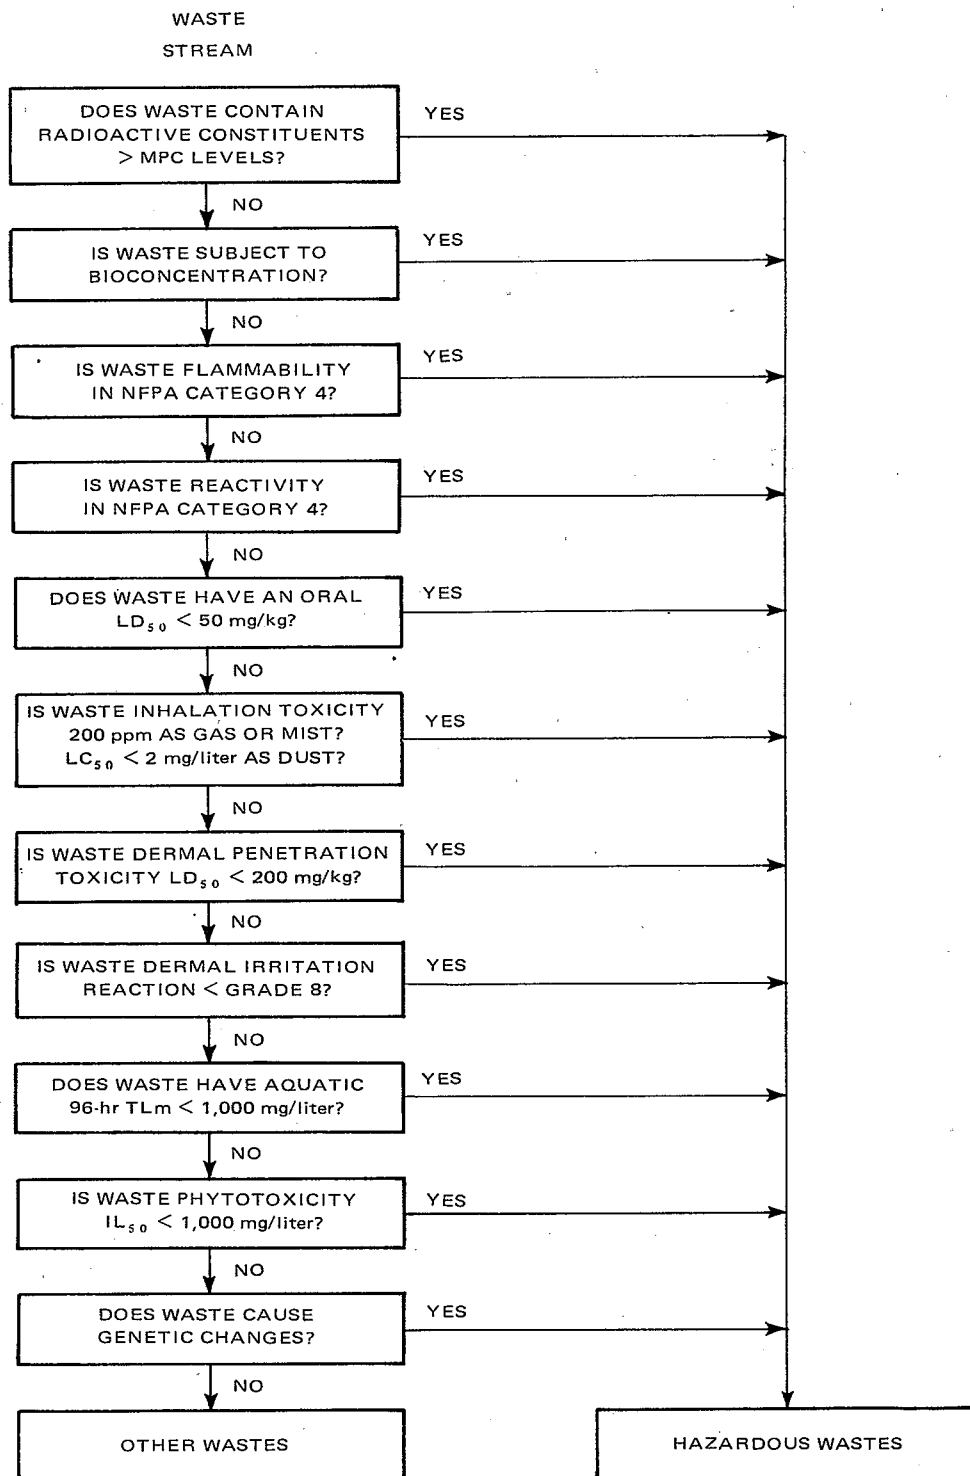 WASTE
STREAM
DOES WASTE CONTAIN
RADIOACTIVE CONSTITUENTS
> MPC LEVELS?
YES
NO
IS WASTE SUBJECT TO
BIOCONCENTRATION?
YES
NO
IS WASTE FLAMMABILITY
IN NFPA CATEGORY 4?
YES
NO
IS WASTE REACTIVITY
IN NFPA CATEGORY 4?
YES
NO
DOES WASTE HAVE AN ORAL
LD₅₀ < 50 mg/kg?
YES
NO
IS WASTE INHALATION TOXICITY
200 ppm AS GAS OR MIST?
LC₅₀ < 2 mg/liter AS DUST?
YES
NO
IS WASTE DERMAL PENETRATION
TOXICITY LD₅₀ < 200 mg/kg?
YES
NO
IS WASTE DERMAL IRRITATION
REACTION < GRADE 8?
YES
NO
DOES WASTE HAVE AQUATIC
96-hr TLm < 1,000 mg/liter?
YES
NO
IS WASTE PHYTOTOXICITY
IL₅₀ < 1,000 mg/liter?
YES
NO
DOES WASTE CAUSE
GENETIC CHANGES?
YES
NO
OTHER WASTES
HAZARDOUS WASTES